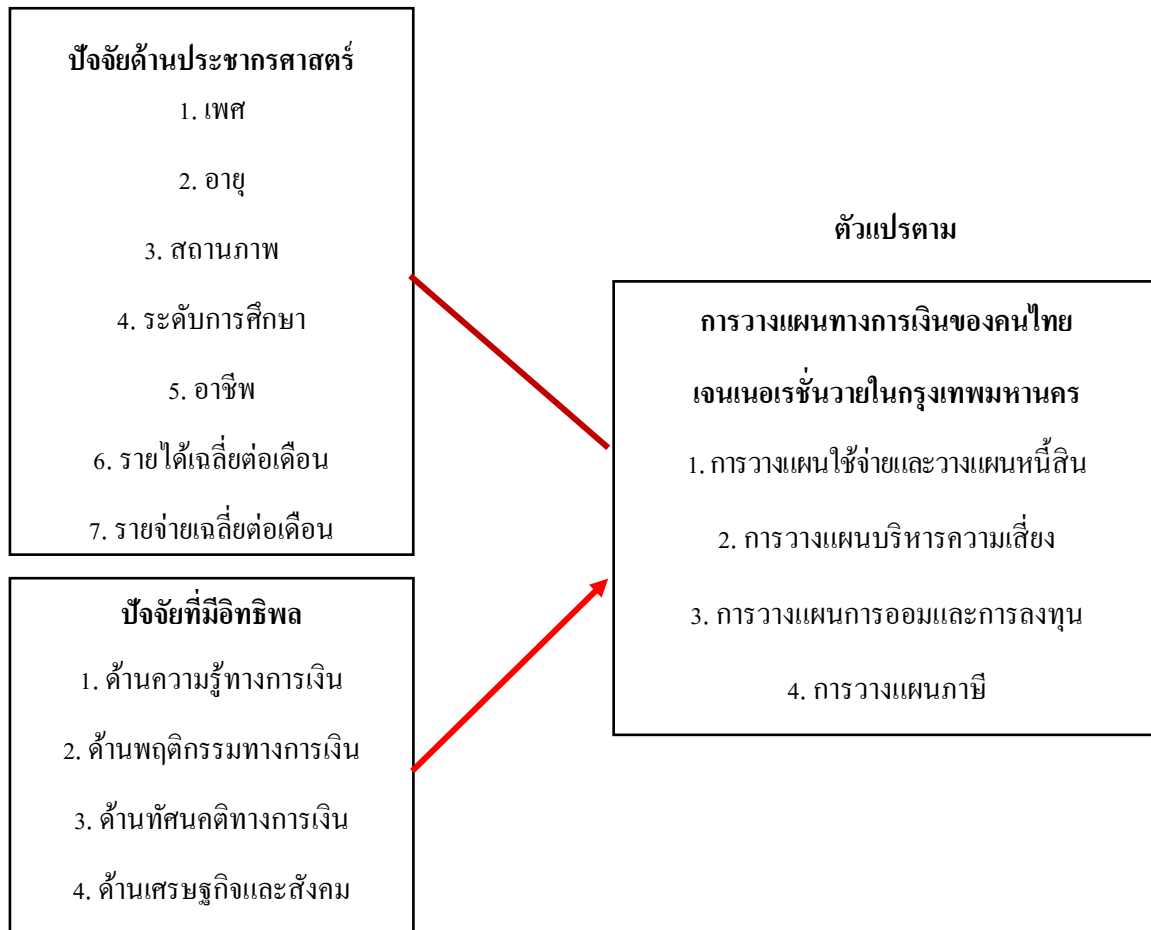 ปัจจัยด้านประชากรศาสตร์
1. เพศ
2. อายุ
3. สถานภาพ
4. ระดับการศึกษา
5. อาชีพ
6. รายได้เฉลี่ยต่อเดือน
7. รายจ่ายเฉลี่ยต่อเดือน
ปัจจัยที่มีอิทธิพล
1. ด้านความรู้ทางการเงิน
2. ด้านพฤติกรรมทางการเงิน
3. ด้านทัศนคติทางการเงิน
4. ด้านเศรษฐกิจและสังคม
ตัวแปรตาม
การวางแผนทางการเงินของคนไทย
เจนเนอเรชั่นวายในกรุงเทพมหานคร
1. การวางแผนใช้จ่ายและวางแผนหนี้สิน
2. การวางแผนบริหารความเสี่ยง
3. การวางแผนการออมและการลงทุน
4. การวางแผนภาษี